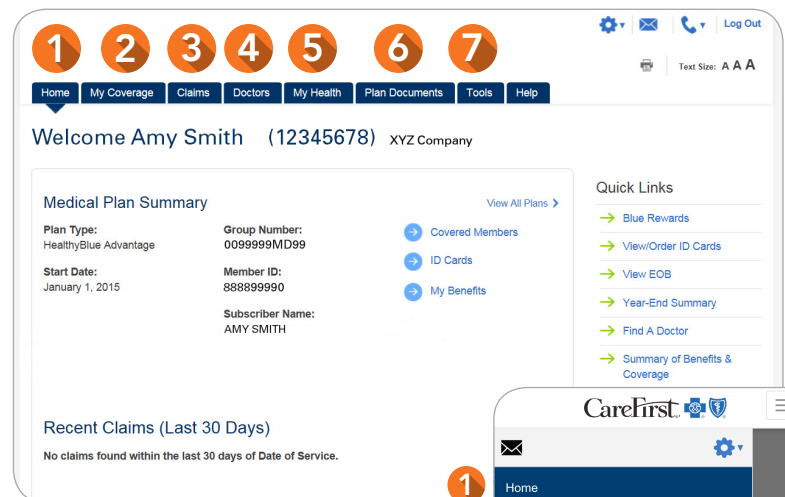 Log Out
Text Size: A A A
1 2 3 4 5 6 7
Home My Coverage Claims Doctors My Health Plan Documents Tools Help
Welcome Amy Smith (12345678) XYZ Company
Medical Plan Summary
View All Plans
Plan Type:
HealthyBlue Advantage
Start Date:
January 1, 2015
Group Number:
0099999MD99
Member ID:
888899990
Subscriber Name:
AMY SMITH
Covered Members
ID Cards
My Benefits
Quick Links
Blue Rewards
View/Order ID Cards
View EOB
Year-End Summary
Find A Doctor
Summary of Benefits &
Coverage
Recent Claims (Last 30 Days)
No claims found within the last 30 days of Date of Service.
CareFirst
1
Home